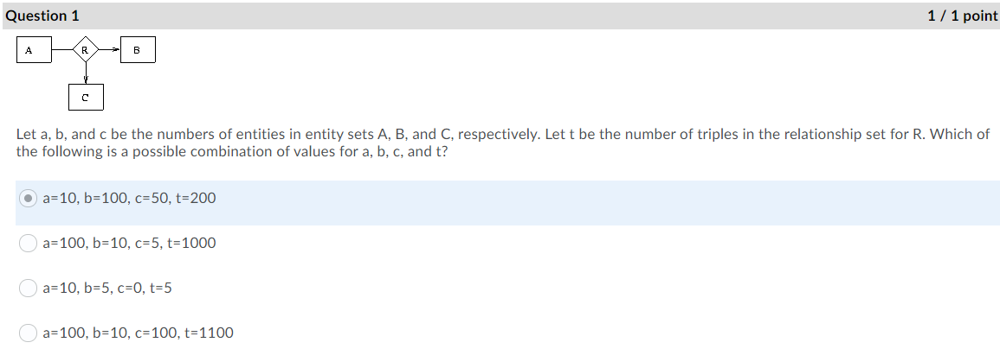 Question 1
1 / 1 point
A
R
B
C
Let a, b, and c be the numbers of entities in entity sets A, B, and C, respectively. Let t be the number of triples in the relationship set for R. Which of
the following is a possible combination of values for a, b, c, and t?
a=10, b=100, c=50, t=200
a=100, b=10, c=5, t=1000
a=10, b=5, c=0, t=5
a=100, b=10, c=100, t=1100